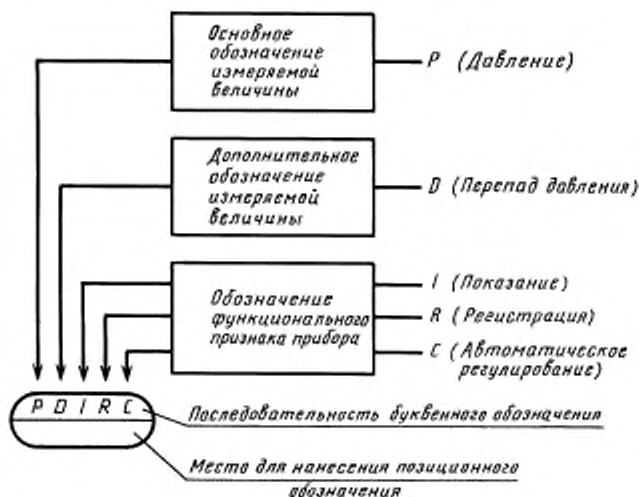 Основное
обозначение
измеряемой
величины
P (Давление)
Дополнительное
обозначение
измеряемой
величины
D (Перепад давления)
Обозначение
функционального
признака прибора
I (Показание)
R (Регистрация)
C (Автоматическое
регулирование)
P D I R C
Последовательность буквенного обозначения
Место для нанесения позиционного
обозначения